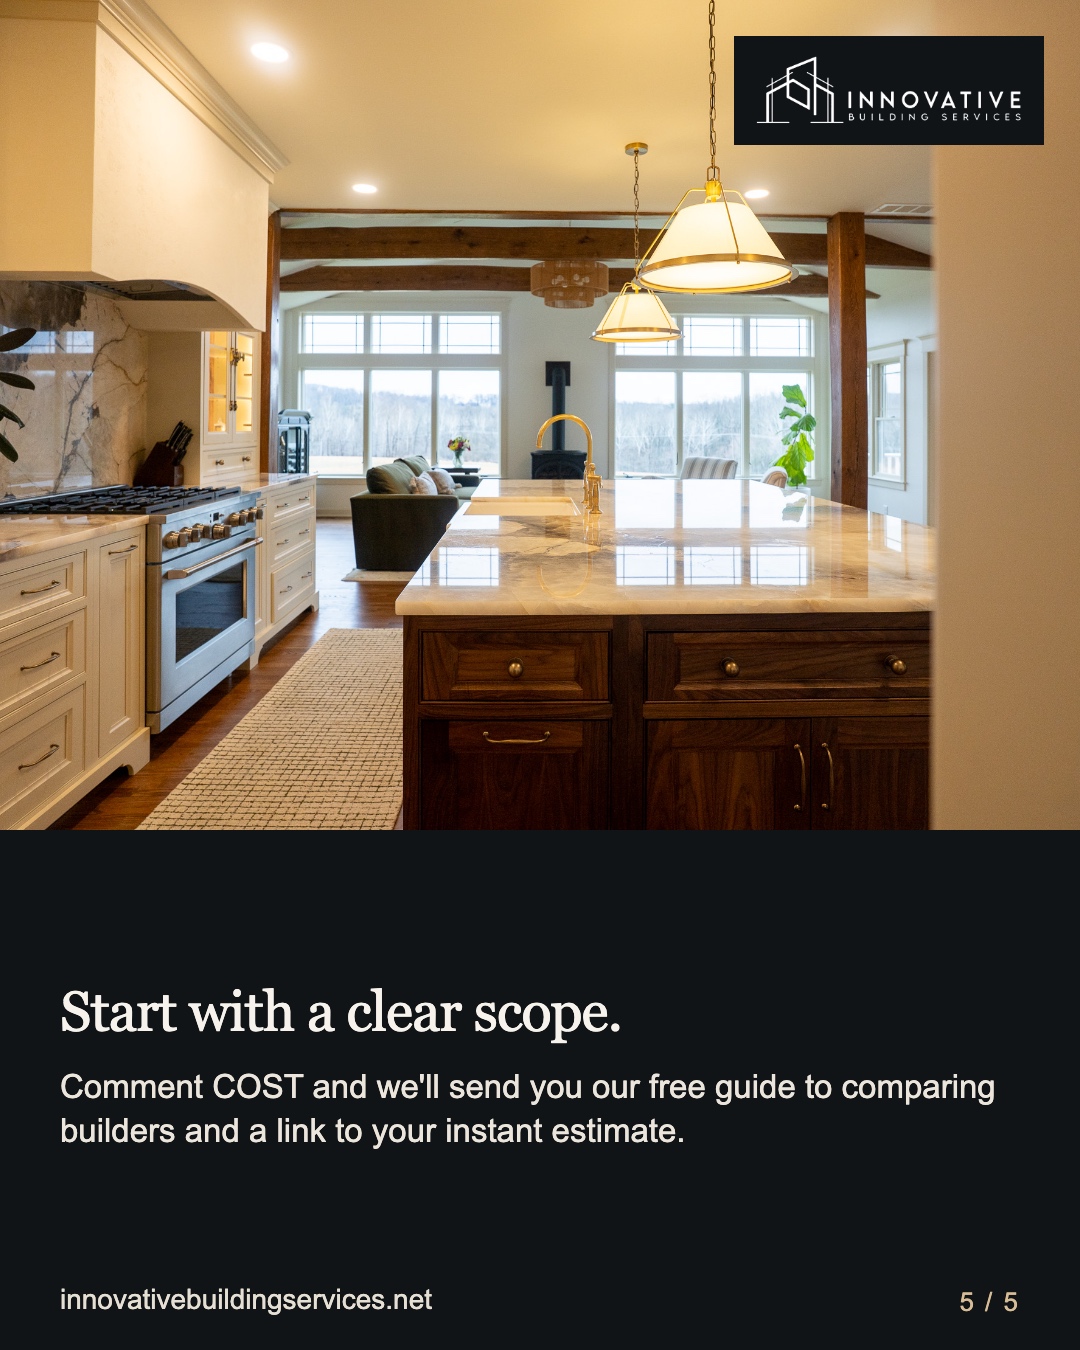 INNOVATIVE
BUILDING SERVICES
Start with a clear scope.
Comment COST and we'll send you our free guide to comparing
builders and a link to your instant estimate.
innovativebuildingservices.net
5 / 5